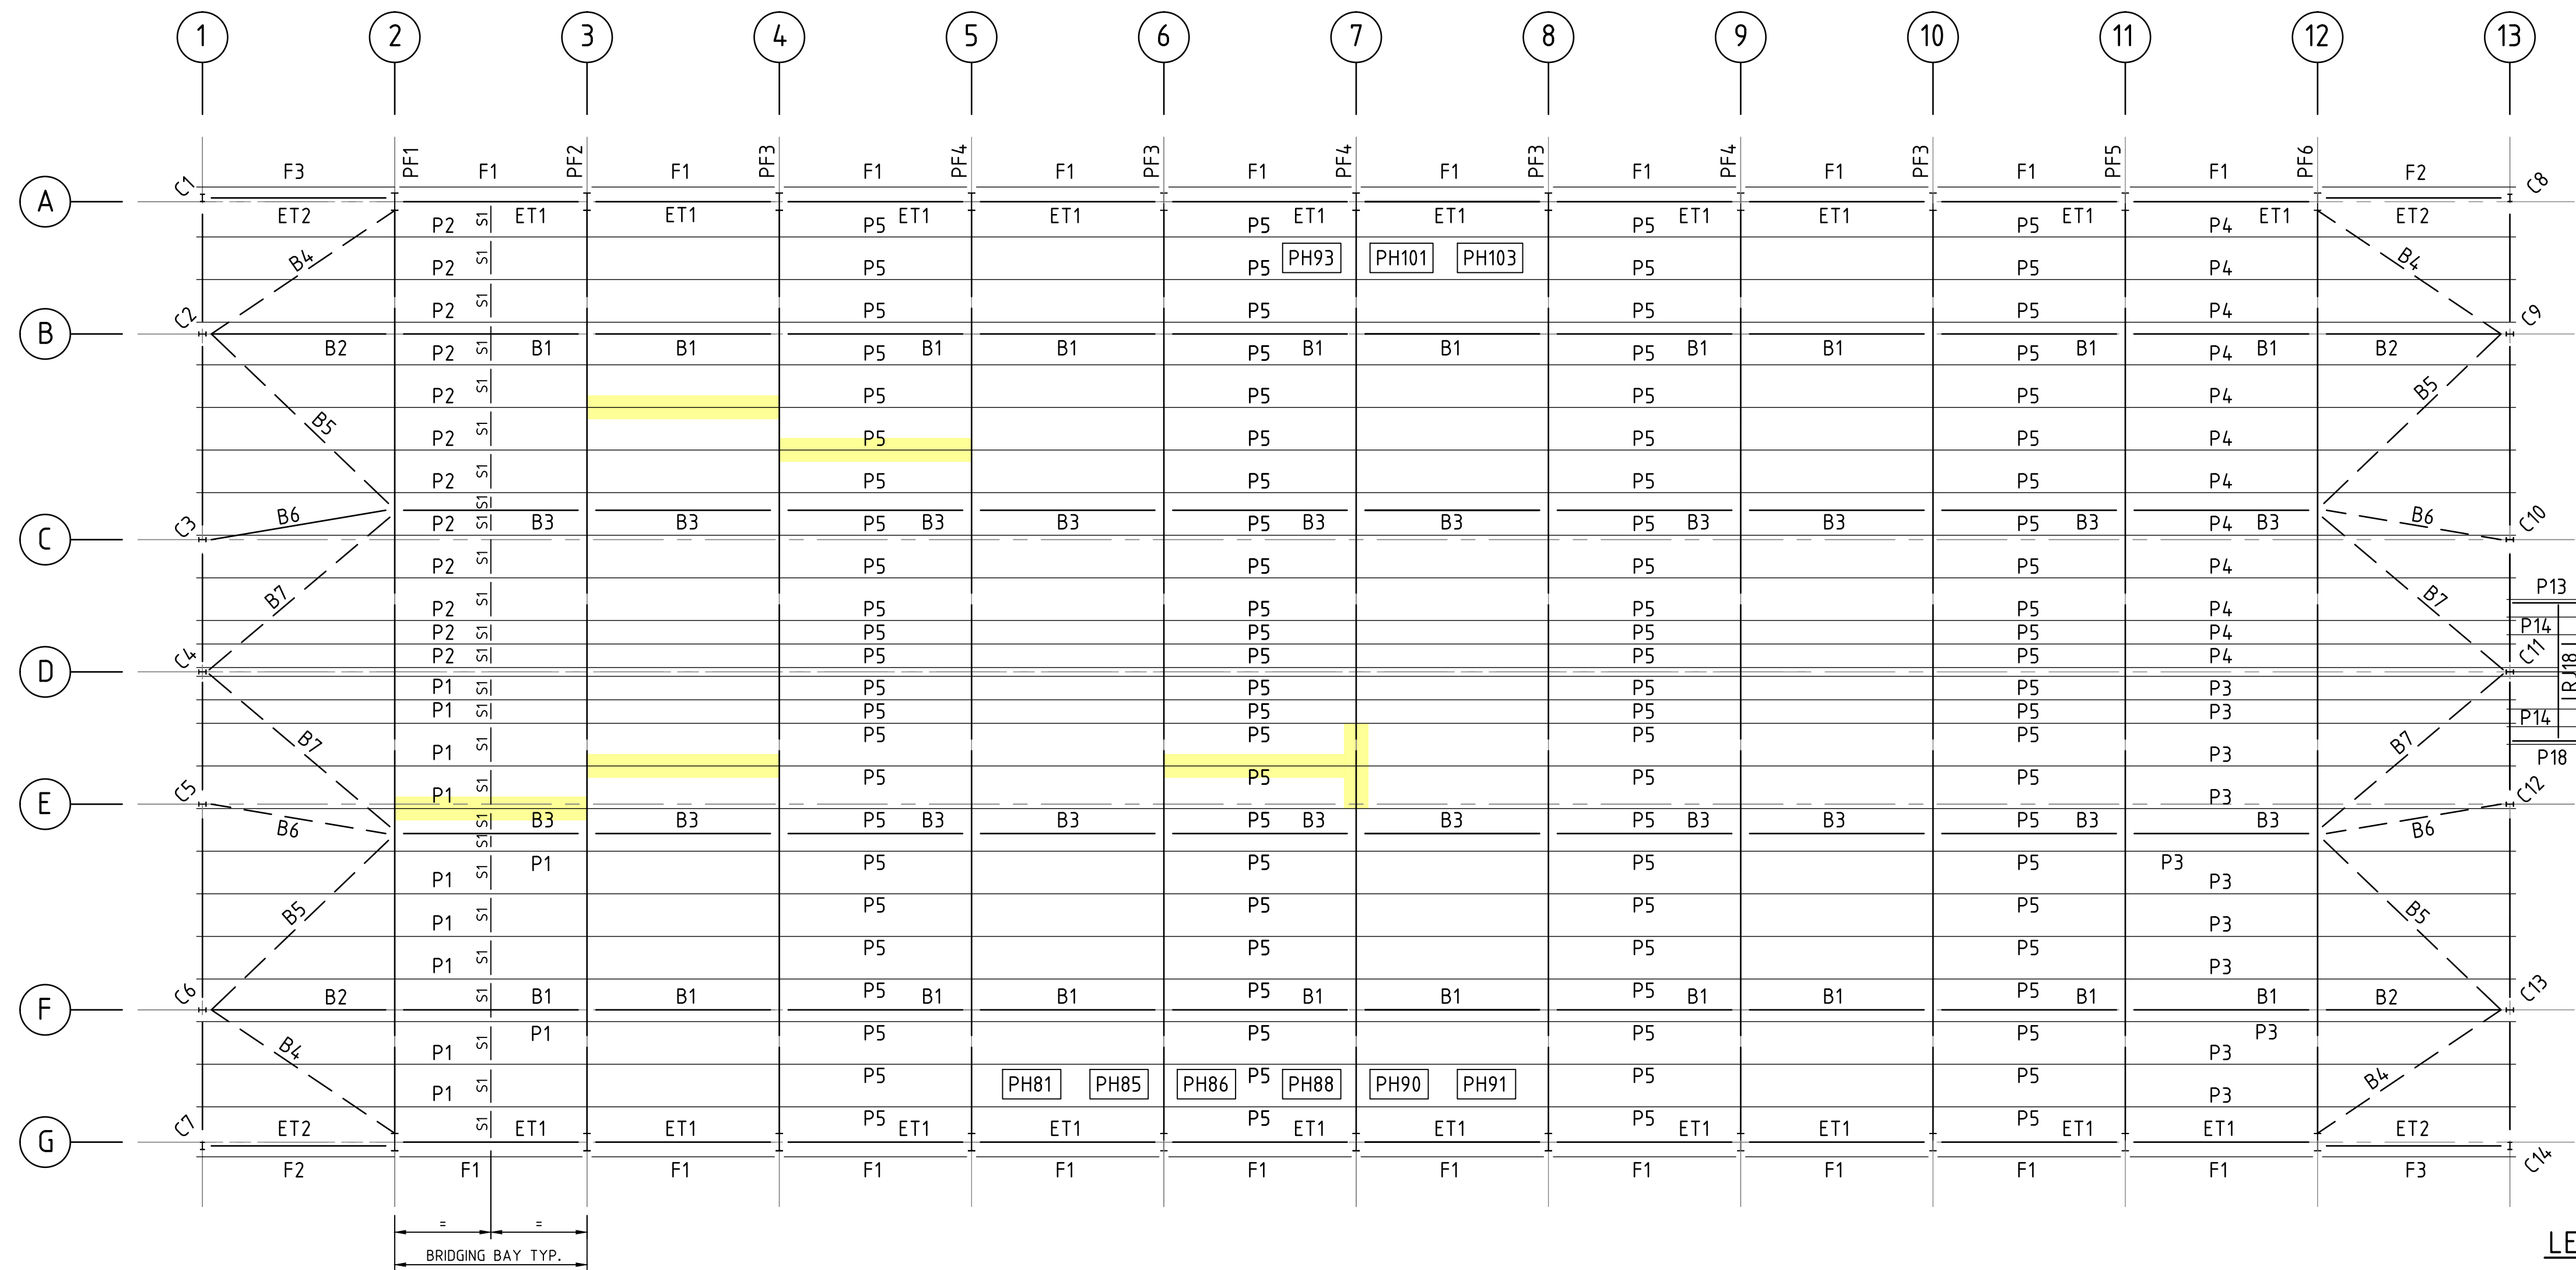 1 2 3 4 5 6 7 8 9 10 11 12 13
PF1 PF2 PF3 PF4 PF3 PF4 PF3 PF4 PF3 PF5 PF6
F3 F1 F1 F1 F1 F1 F1 F1 F1 F1 F1 F2
C1 C8
A
ET2 ET1 ET1 ET1 ET1 ET1 ET1 ET1 ET1 ET1 ET1 ET2
P2 S1 P5 P5 P5 P5 P4
B4 P2 S1 P5 P5 PH93 PH101 PH103 P5 P5 P4 B4
P2 S1 P5 P5 P5 P5 P4
C2 C9
B
B2 P2 S1 B1 B1 P5 B1 B1 P5 B1 B1 P5 B1 B1 P5 B1 P4 B1 B2
P2 S1 P5 P5 P5 P5 P4
B5 B5
P2 S1 P5 P5 P5 P5 P4
P2 S1 P5 P5 P5 P5 P4
S1
C3 B6 P2 S1 B3 B3 P5 B3 B3 P5 B3 B3 P5 B3 B3 P5 B3 P4 B3 B6 C10
C
P2 S1 P5 P5 P5 P5 P4
P13
B7 P2 S1 P5 P5 P5 P5 P4 B7
P2 S1 P5 P5 P5 P5 P4 P14
C4 P2 S1 P5 P5 P5 P5 P4 C11
D
RJ18
P1 S1 P5 P5 P5 P5 P3
P1 S1 P5 P5 P5 P5 P3 P14
B7 P1 S1 P5 P5 P5 P5 P3 B7 P18
P1 S1 P5 P5 P5 P5 P3
C5 C12
E
B6 S1 B3 B3 P5 B3 B3 P5 B3 B3 P5 B3 B3 P5 B3 B3 B6
S1
P1 P5 P5 P5 P5 P3
P1 S1 P3
B5 P1 S1 P5 P5 P5 P5 P3 B5
P1 S1 P5 P5 P5 P5 P3
C6 C13
F
B2 S1 B1 B1 P5 B1 B1 P5 B1 B1 P5 B1 B1 P5 B1 B1 B2
P1 P5 P5 P5 P5 P3
B4 P1 S1 P3 B4
P1 S1 P5 PH81 PH85 PH86 P5 PH88 PH90 PH91 P5 P5 P3
C7 S1 P5 P5 P5 P5
G
ET2 ET1 ET1 ET1 ET1 ET1 ET1 ET1 ET1 ET1 ET1 ET2
C14
F2 F1 F1 F1 F1 F1 F1 F1 F1 F1 F1 F3
= =
BRIDGING BAY TYP.
LE